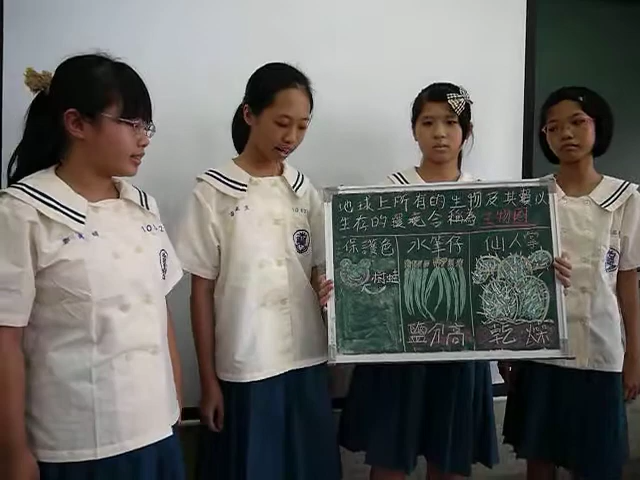 地球上所有的生物及其賴以
生存的環境合稱為生物圈
保護色 水筆仔 仙人掌
樹蛙
鹽分高 乾燥